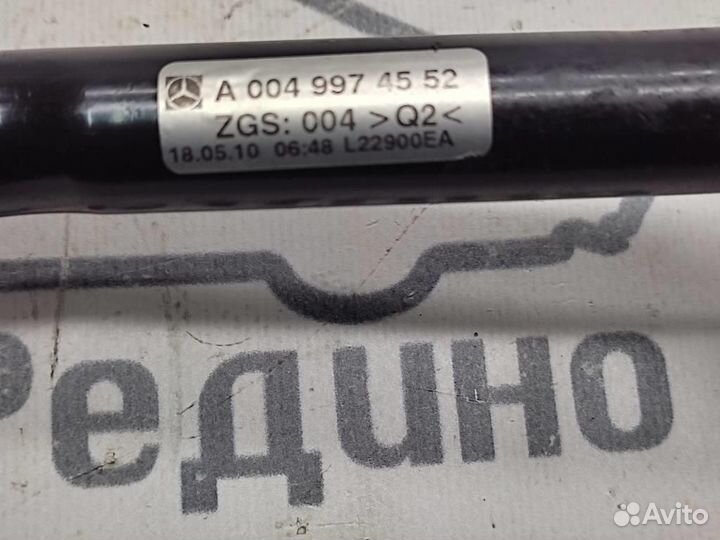 A 004 997 45 52
ZGS: 004 >Q2<
18.05.10 06:48 L22900EA
Редино
Avito